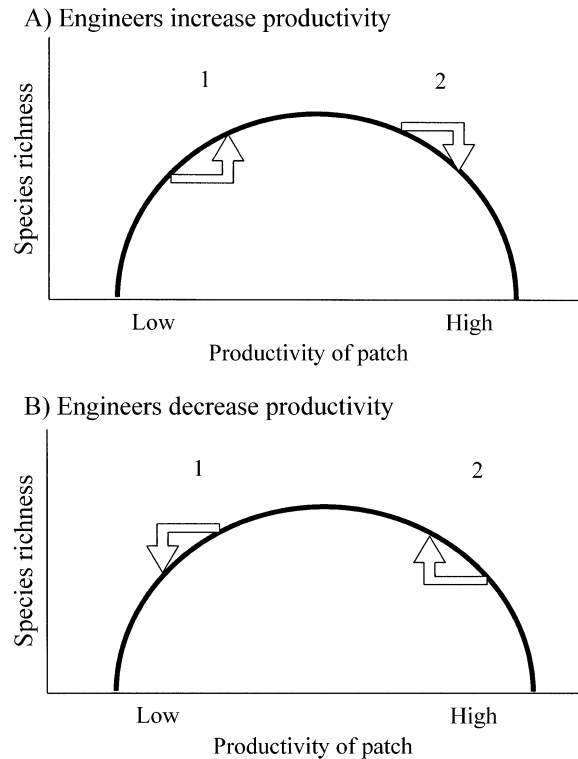 A) Engineers increase productivity
1
2
Species richness
Low
High
Productivity of patch
B) Engineers decrease productivity
1
2
Species richness
Low
High
Productivity of patch